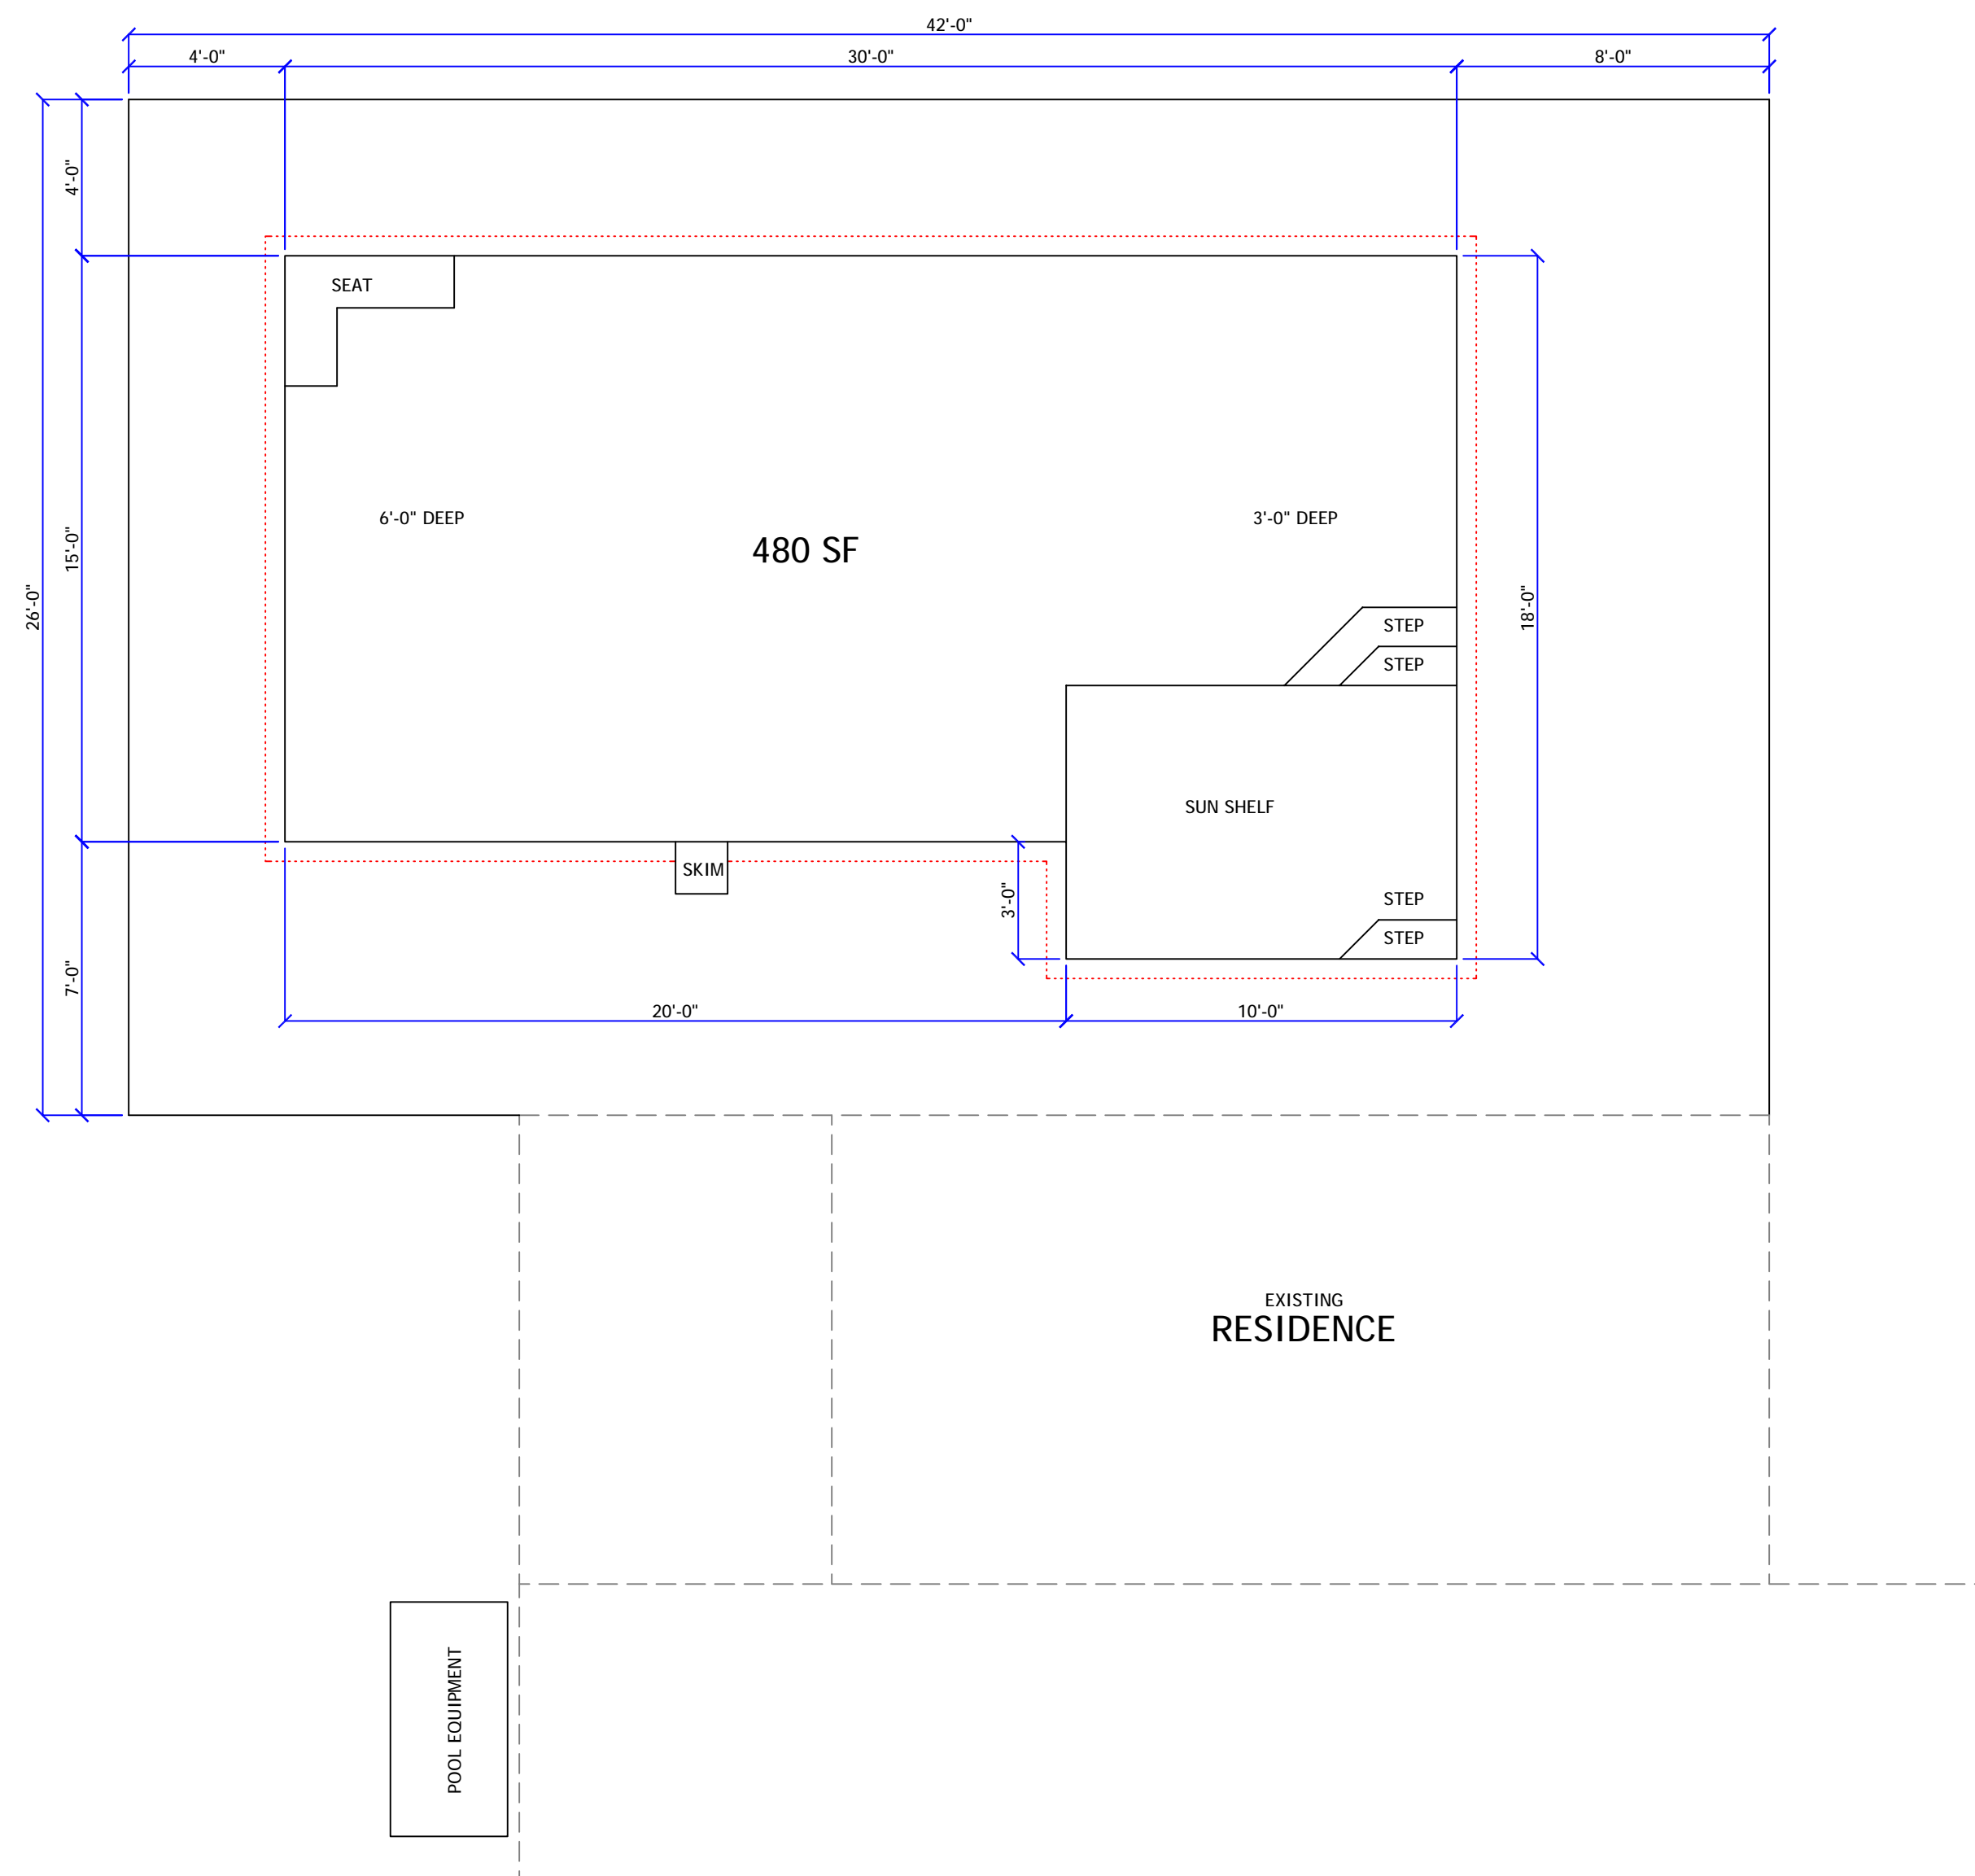 42'-0"
4'-0"
30'-0"
8'-0"
4'-0"
SEAT
6'-0" DEEP
3'-0" DEEP
480 SF
15'-0"
26'-0"
18'-0"
STEP
STEP
SUN SHELF
SKIM
3'-0"
STEP
STEP
7'-0"
20'-0"
10'-0"
EXISTING
RESIDENCE
POOL EQUIPMENT